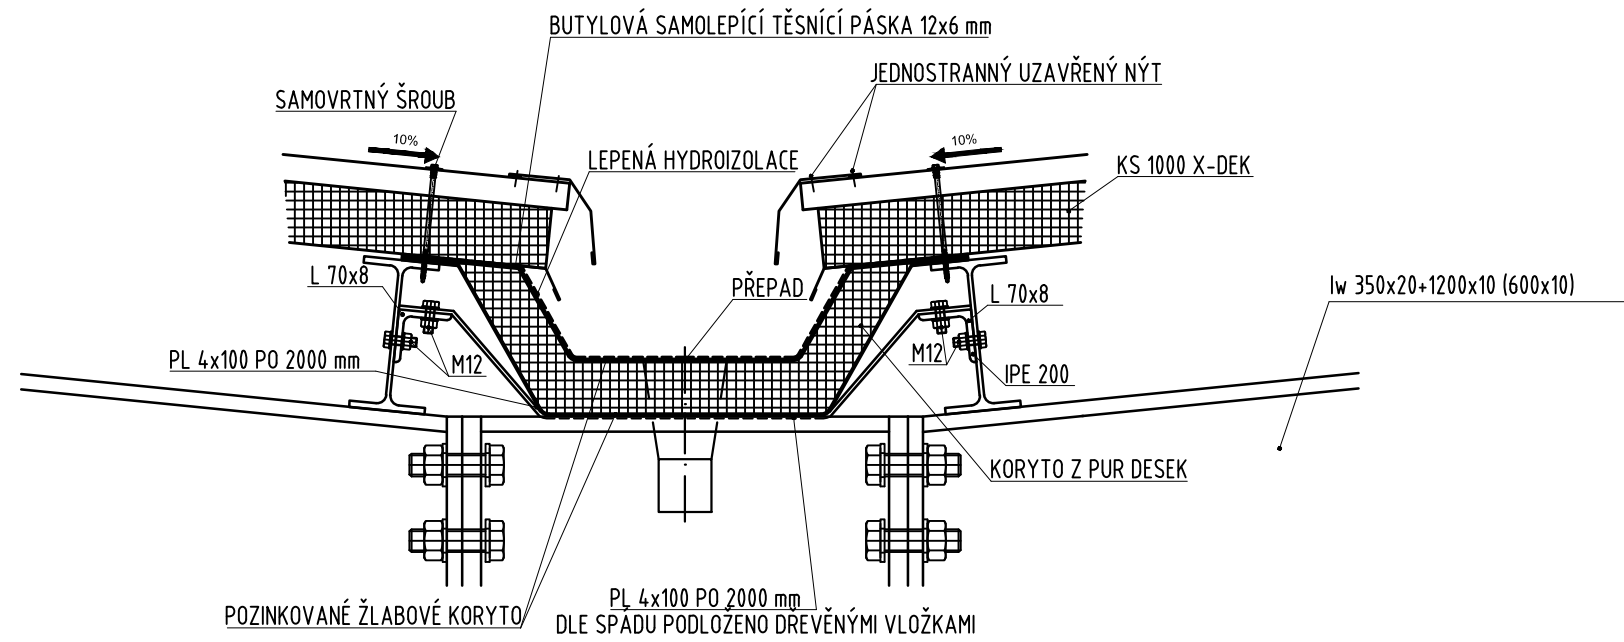 BUTYLOVÁ SAMOLEPÍCÍ TĚSNÍCÍ PÁSKA 12x6 mm
JEDNOSTRANNÝ UZAVŘENÝ NÝT
SAMOVRTNÝ ŠROUB
10%
10%
LEPENÁ HYDROIZOLACE
KS 1000 X-DEK
L 70x8
PŘEPAD
L 70x8
Iw 350x20+1200x10 (600x10)
PL 4x100 PO 2000 mm
M12
M12
IPE 200
KORYTO Z PUR DESEK
POZINKOVANÉ ŽLABOVÉ KORYTO
PL 4x100 PO 2000 mm
DLE SPÁDU PODLOŽENO DŘEVĚNÝMI VLOŽKAMI